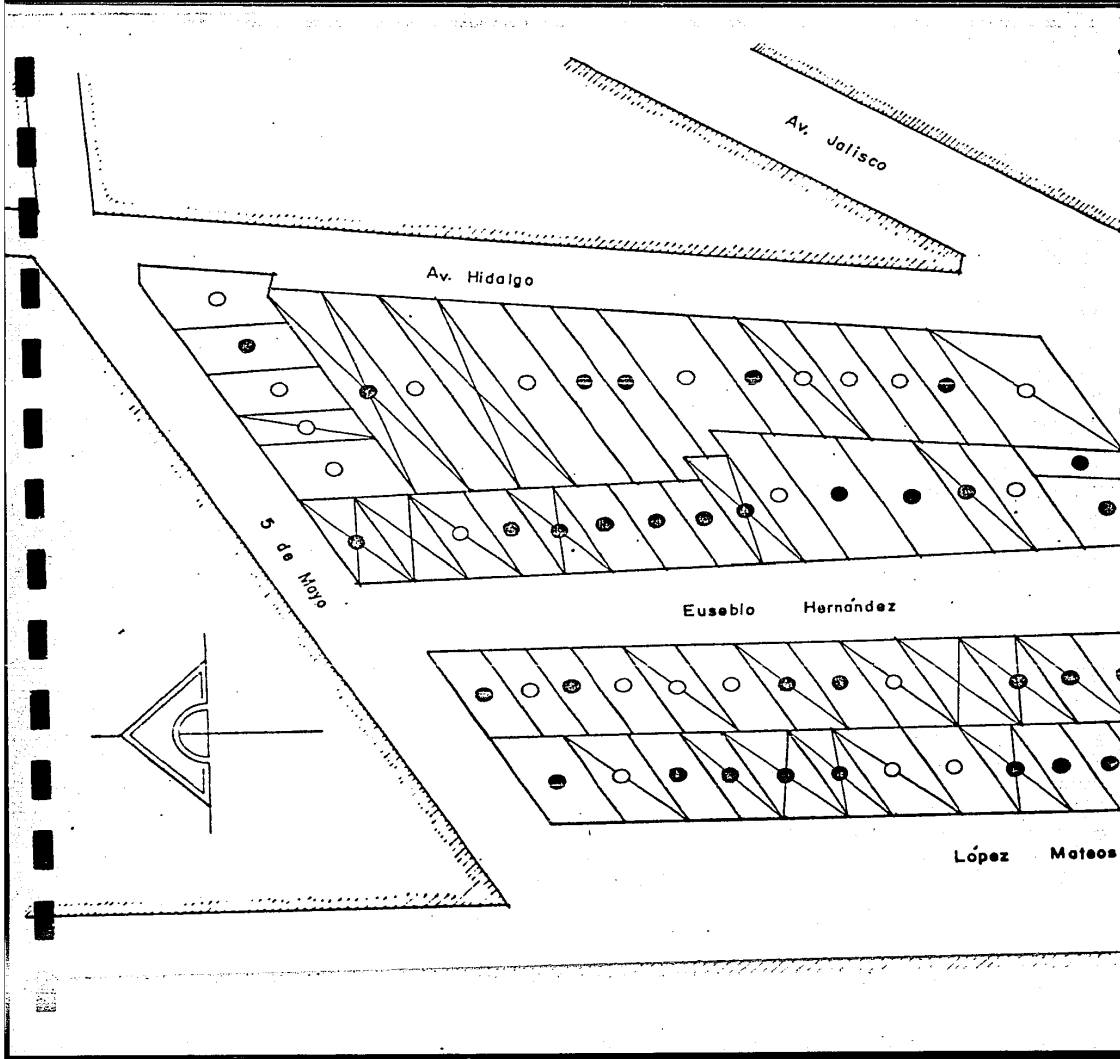 Av. Jalisco
Av. Hidalgo
5 de Mayo
Eusebio Hernández
López Mateos